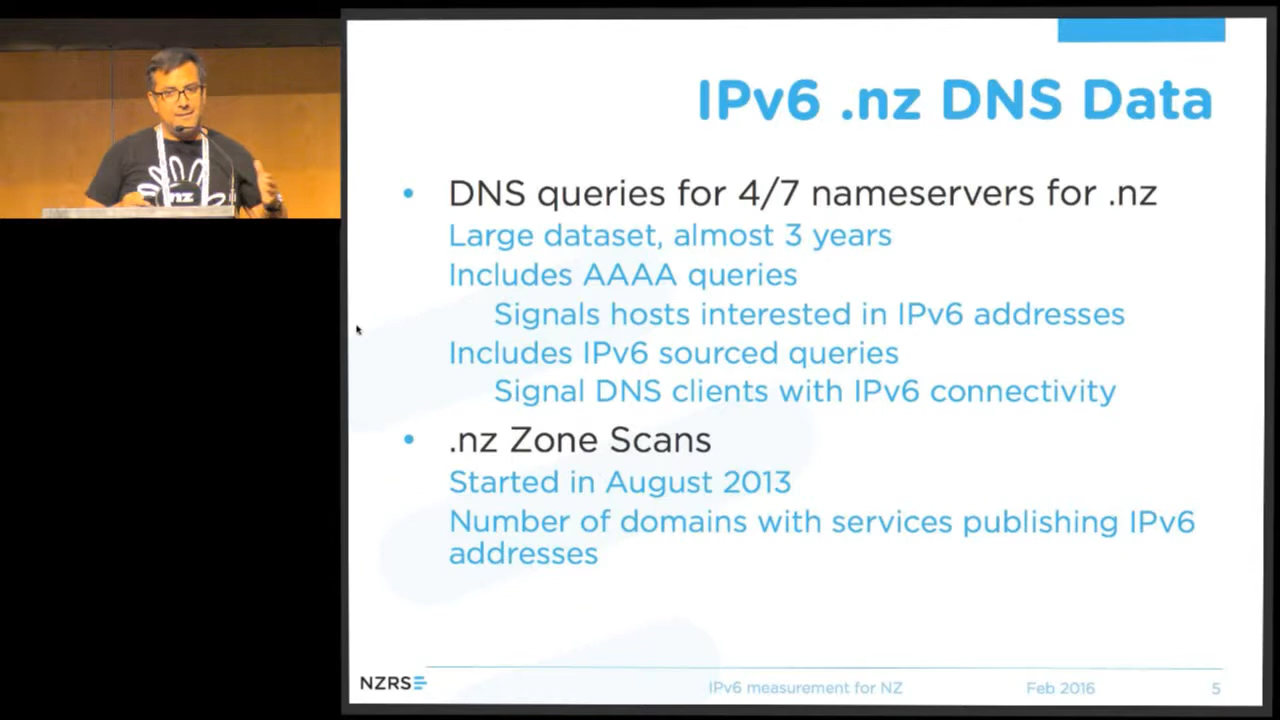 IPv6 .nz DNS Data
• DNS queries for 4/7 nameservers for .nz
Large dataset, almost 3 years
Includes AAAA queries
Signals hosts interested in IPv6 addresses
Includes IPv6 sourced queries
Signal DNS clients with IPv6 connectivity
• .nz Zone Scans
Started in August 2013
Number of domains with services publishing IPv6
addresses
NZRS
IPv6 measurement for NZ
Feb 2016
5
nz